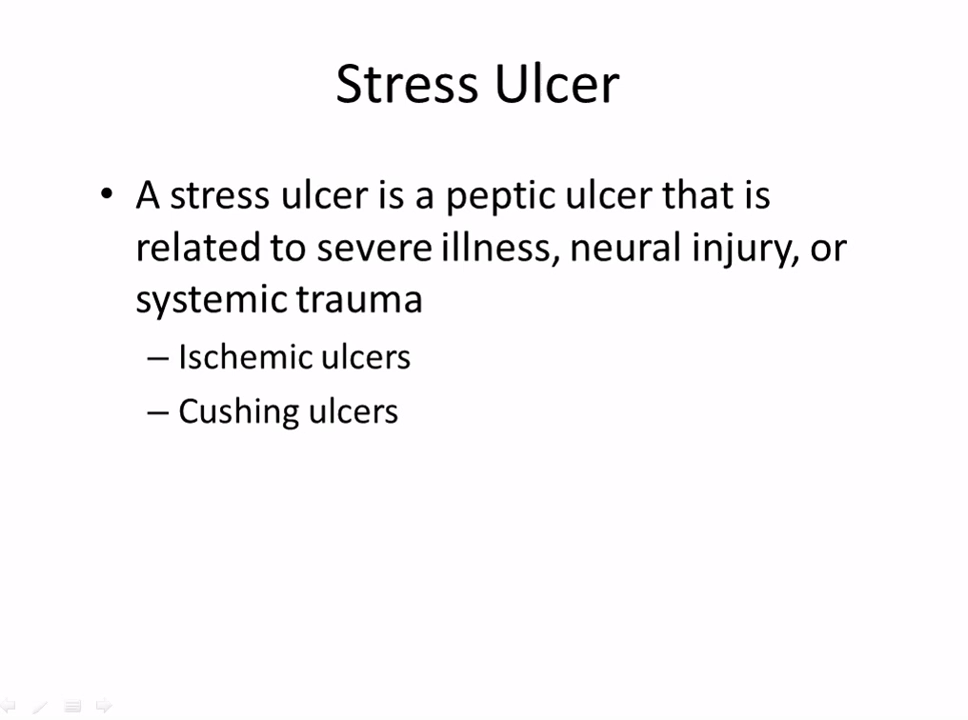 Stress Ulcer
• A stress ulcer is a peptic ulcer that is
related to severe illness, neural injury, or
systemic trauma
– Ischemic ulcers
– Cushing ulcers